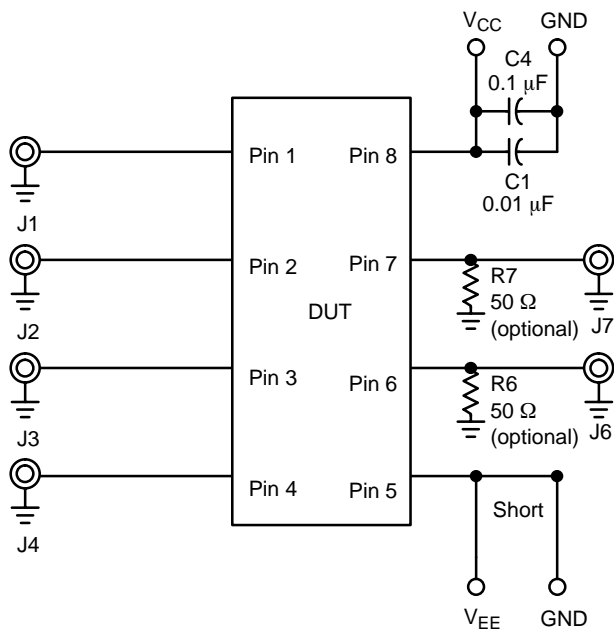 VCC GND
C4
0.1 μF
Pin 1 Pin 8
C1
0.01 μF
J1
Pin 2 Pin 7
R7
50 Ω
(optional)
J2
DUT
J7
Pin 3 Pin 6
R6
50 Ω
(optional)
J3
J6
Pin 4 Pin 5
Short
J4
VEE GND